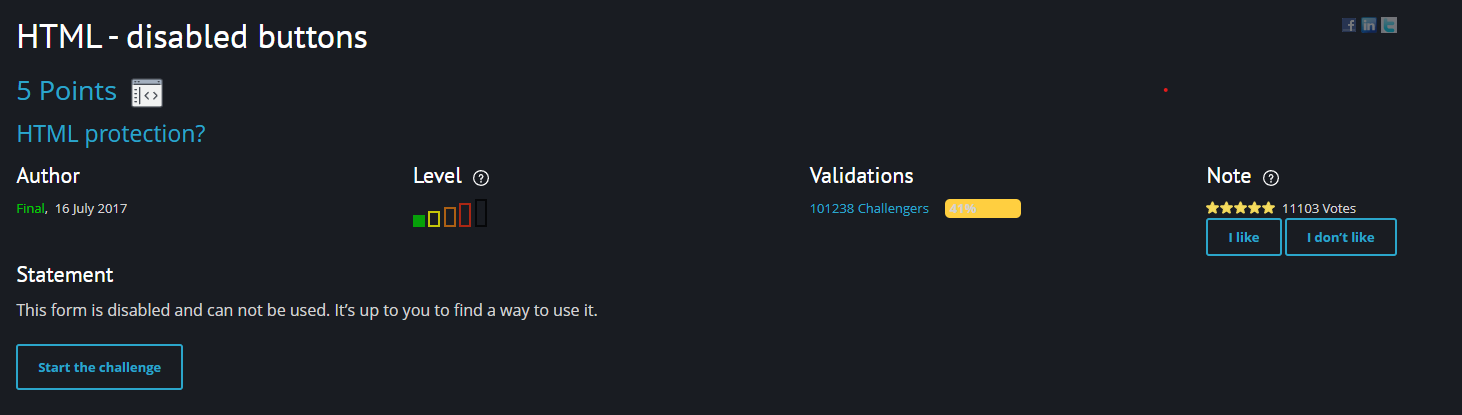 HTML - disabled buttons
5 Points
HTML protection?
Author
Level
Validations
Note
Final, 16 July 2017
101238 Challengers
41%
11103 Votes
I like
I don’t like
Statement
This form is disabled and can not be used. It’s up to you to find a way to use it.
Start the challenge